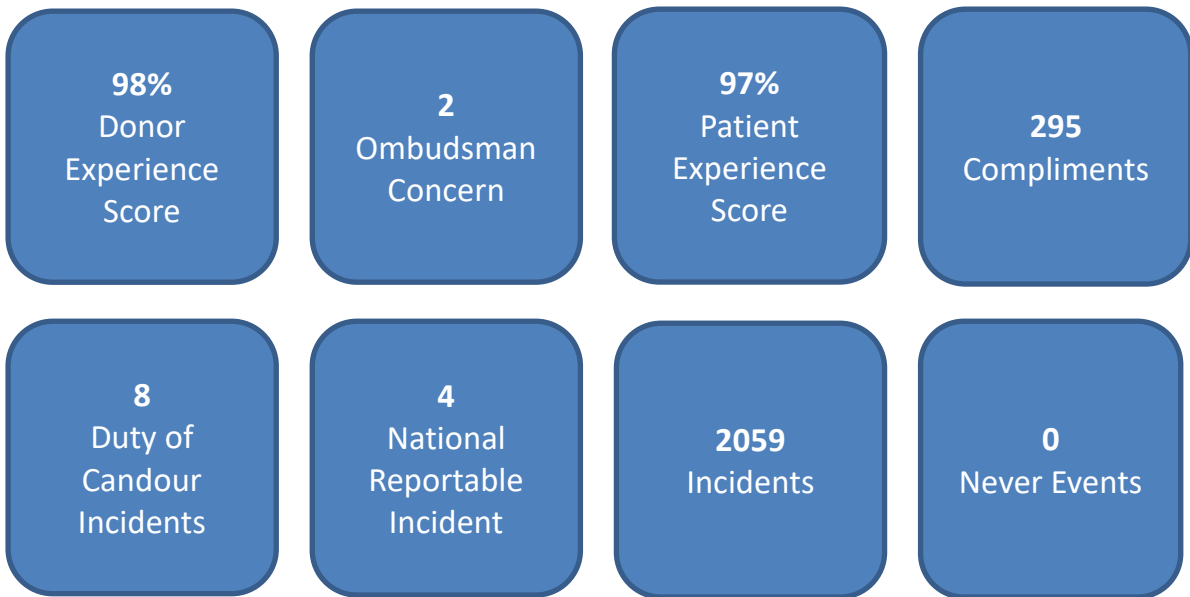 98%
Donor
Experience
Score
2
Ombudsman
Concern
97%
Patient
Experience
Score
295
Compliments
8
Duty of
Candour
Incidents
4
National
Reportable
Incident
2059
Incidents
0
Never Events